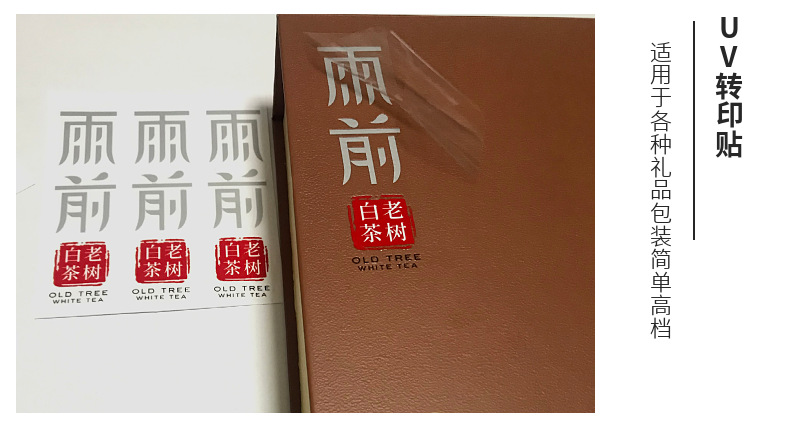 UV转印贴
适用于各种礼品包装简单高档
雨前
白老
茶树
OLD TREE
WHITE TEA
雨前
白老
茶树
OLD TREE
WHITE TEA
雨前
白老
茶树
OLD TREE
WHITE TEA
雨前
白老
茶树
OLD TREE
WHITE TEA